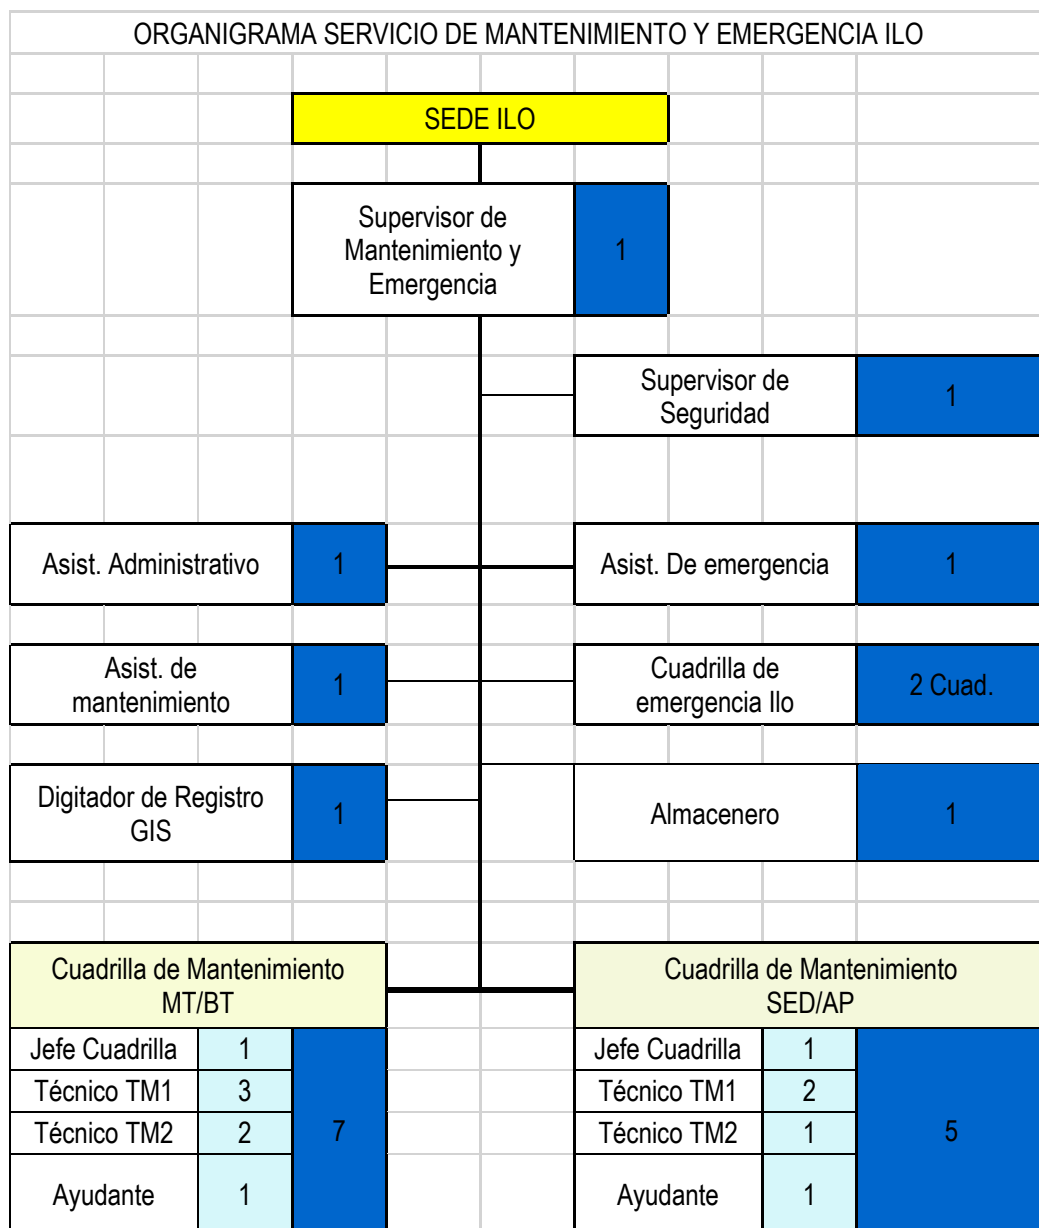 ORGANIGRAMA SERVICIO DE MANTENIMIENTO Y EMERGENCIA ILO
SEDE ILO
Supervisor de
Mantenimiento y
Emergencia
1
Supervisor de
Seguridad
1
Asist. Administrativo
1
Asist. De emergencia
1
Asist. de
mantenimiento
1
Cuadrilla de
emergencia Ilo
2 Cuad.
Digitador de Registro
GIS
1
Almacenero
1
Cuadrilla de Mantenimiento
MT/BT
Jefe Cuadrilla
1
Técnico TM1
3
Técnico TM2
2
Ayudante
1
7
Cuadrilla de Mantenimiento
SED/AP
Jefe Cuadrilla
1
Técnico TM1
2
Técnico TM2
1
Ayudante
1
5